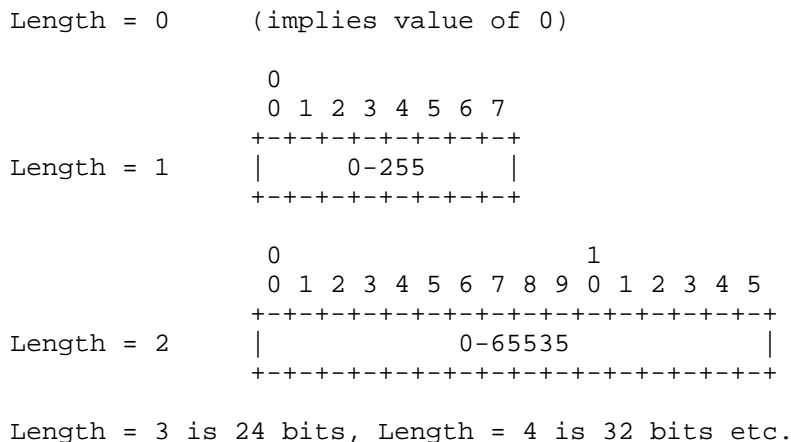 Length = 0     (implies value of 0)
                0
                0 1 2 3 4 5 6 7
               +-+-+-+-+-+-+-+-+
Length = 1     |     0-255     |
               +-+-+-+-+-+-+-+-+
                0                   1
                0 1 2 3 4 5 6 7 8 9 0 1 2 3 4 5
               +-+-+-+-+-+-+-+-+-+-+-+-+-+-+-+-+
Length = 2     |            0-65535            |
               +-+-+-+-+-+-+-+-+-+-+-+-+-+-+-+-+
Length = 3 is 24 bits, Length = 4 is 32 bits etc.